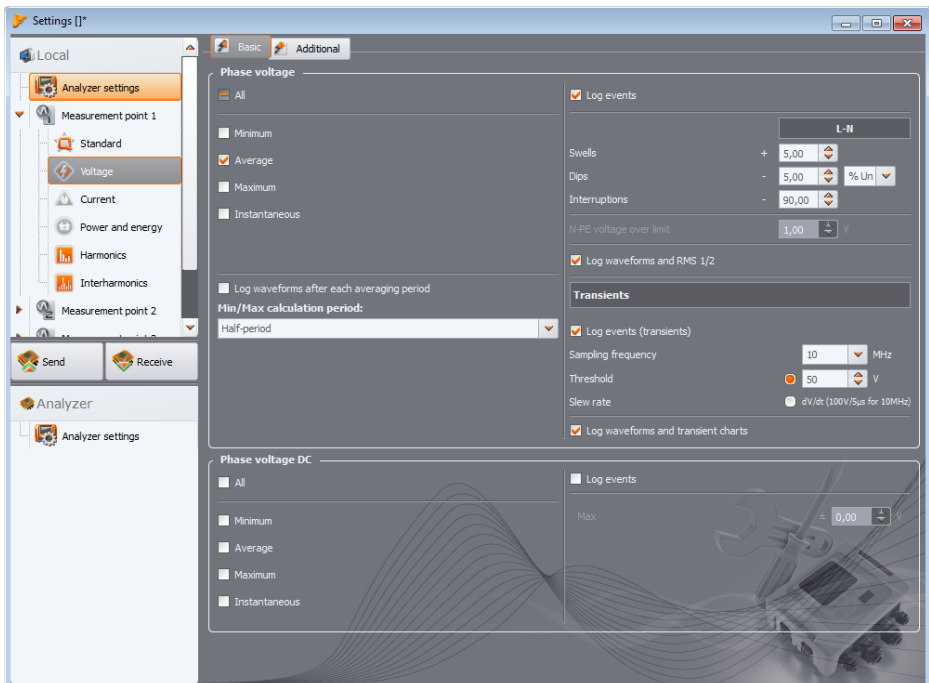 Settings []*
Local
Analyzer settings
Measurement point 1
Standard
Voltage
Current
Power and energy
Harmonics
Interharmonics
Measurement point 2
Send
Receive
Analyzer
Analyzer settings
Basic
Additional
Phase voltage
All
Minimum
Average
Maximum
Instantaneous
Log waveforms after each averaging period
Min/Max calculation period:
Half-period
Log events
L-N
Swells + 5,00
Dips - 5,00 % Un
Interruptions - 90,00
N-PE voltage over limit 1,00 V
Log waveforms and RMS 1/2
Transients
Log events (transients)
Sampling frequency 10 MHz
Threshold 50 V
Slew rate dV/dt (100V/5µs for 10MHz)
Log waveforms and transient charts
Phase voltage DC
All
Minimum
Average
Maximum
Instantaneous
Log events
Max ± 0,00 V